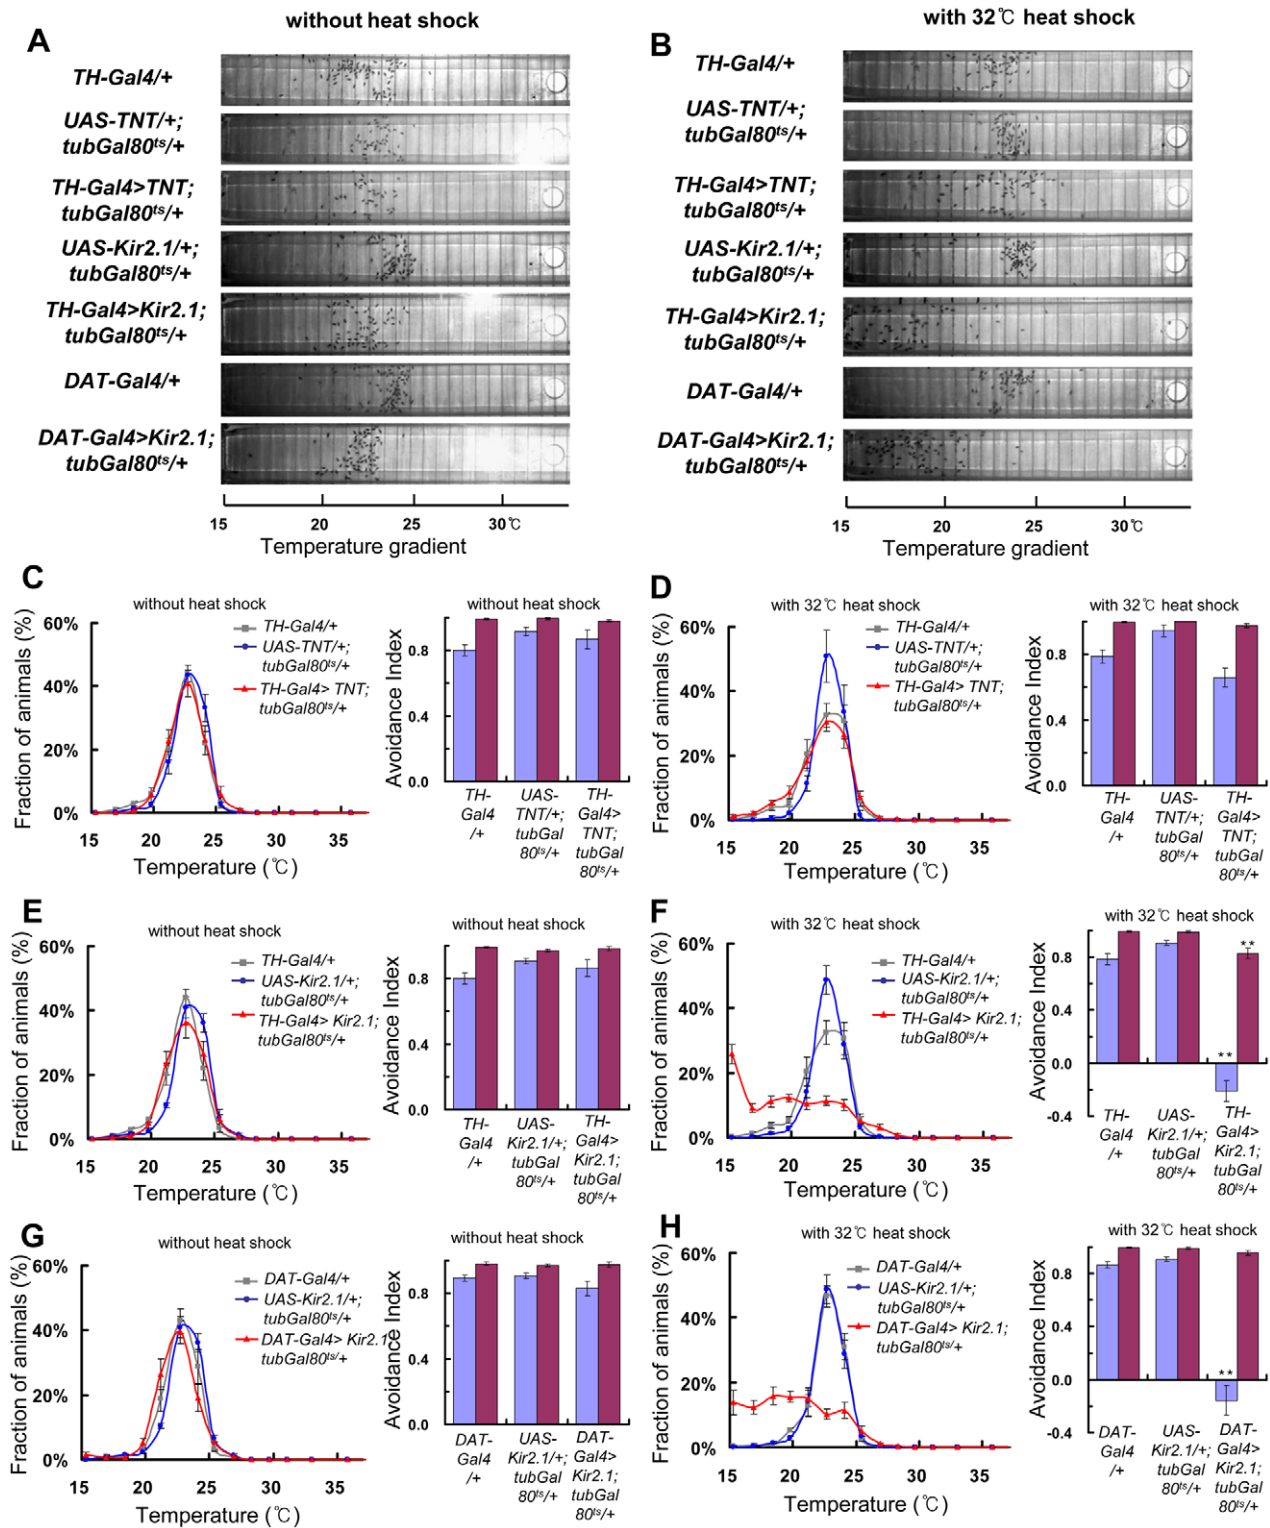 without heat shock
with 32℃ heat shock
A
TH-Gal4/+
UAS-TNT/+;
tubGal80ts/+
TH-Gal4>TNT;
tubGal80ts/+
UAS-Kir2.1/+;
tubGal80ts/+
TH-Gal4>Kir2.1;
tubGal80ts/+
DAT-Gal4/+
DAT-Gal4>Kir2.1;
tubGal80ts/+
15 20 25 30℃
Temperature gradient
B
TH-Gal4/+
UAS-TNT/+;
tubGal80ts/+
TH-Gal4>TNT;
tubGal80ts/+
UAS-Kir2.1/+;
tubGal80ts/+
TH-Gal4>Kir2.1;
tubGal80ts/+
DAT-Gal4/+
DAT-Gal4>Kir2.1;
tubGal80ts/+
15 20 25 30℃
Temperature gradient
C
without heat shock
Fraction of animals (%)
60%
40%
20%
0%
15 20 25 30 35
Temperature (℃)
TH-Gal4/+
UAS-TNT/+;
tubGal80ts/+
TH-Gal4> TNT;
tubGal80ts/+
without heat shock
Avoidance Index
0.8
0.4
0.0
TH-
Gal4
/+
UAS-
TNT/+;
tubGal
80ts/+
TH-
Gal4>
TNT;
tubGal
80ts/+
D
with 32℃ heat shock
Fraction of animals (%)
60%
40%
20%
0%
15 20 25 30 35
Temperature (℃)
TH-Gal4/+
UAS-TNT/+;
tubGal80ts/+
TH-Gal4> TNT;
tubGal80ts/+
with 32℃ heat shock
Avoidance Index
0.8
0.4
0.0
TH-
Gal4
/+
UAS-
TNT/+;
tubGal
80ts/+
TH-
Gal4>
TNT;
tubGal
80ts/+
E
without heat shock
Fraction of animals (%)
60%
40%
20%
0%
15 20 25 30 35
Temperature (℃)
TH-Gal4/+
UAS-Kir2.1/+;
tubGal80ts/+
TH-Gal4> Kir2.1;
tubGal80ts/+
without heat shock
Avoidance Index
0.8
0.4
0.0
TH-
Gal4
/+
UAS-
Kir2.1/+;
tubGal
80ts/+
TH-
Gal4>
Kir2.1;
tubGal
80ts/+
F
with 32℃ heat shock
Fraction of animals (%)
60%
40%
20%
0%
15 20 25 30 35
Temperature (℃)
TH-Gal4/+
UAS-Kir2.1/+;
tubGal80ts/+
TH-Gal4> Kir2.1;
tubGal80ts/+
with 32℃ heat shock
Avoidance Index
0.8
0.4
0.0
-0.4
**
**
TH-
Gal4
/+
UAS-
Kir2.1/+;
tubGal
80ts/+
TH-
Gal4>
Kir2.1;
tubGal
80ts/+
G
without heat shock
Fraction of animals (%)
60%
40%
20%
0%
15 20 25 30 35
Temperature (℃)
DAT-Gal4/+
UAS-Kir2.1/+;
tubGal80ts/+
DAT-Gal4> Kir2.1;
tubGal80ts/+
without heat shock
Avoidance Index
0.8
0.4
0.0
DAT-
Gal4
/+
UAS-
Kir2.1/+;
tubGal
80ts/+
DAT-
Gal4>
Kir2.1;
tubGal
80ts/+
H
with 32℃ heat shock
Fraction of animals (%)
60%
40%
20%
0%
15 20 25 30 35
Temperature (℃)
DAT-Gal4/+
UAS-Kir2.1/+;
tubGal80ts/+
DAT-Gal4> Kir2.1;
tubGal80ts/+
with 32℃ heat shock
Avoidance Index
0.8
0.4
0.0
-0.4
**
DAT-
Gal4
/+
UAS-
Kir2.1/+;
tubGal
80ts/+
DAT-
Gal4>
Kir2.1;
tubGal
80ts/+